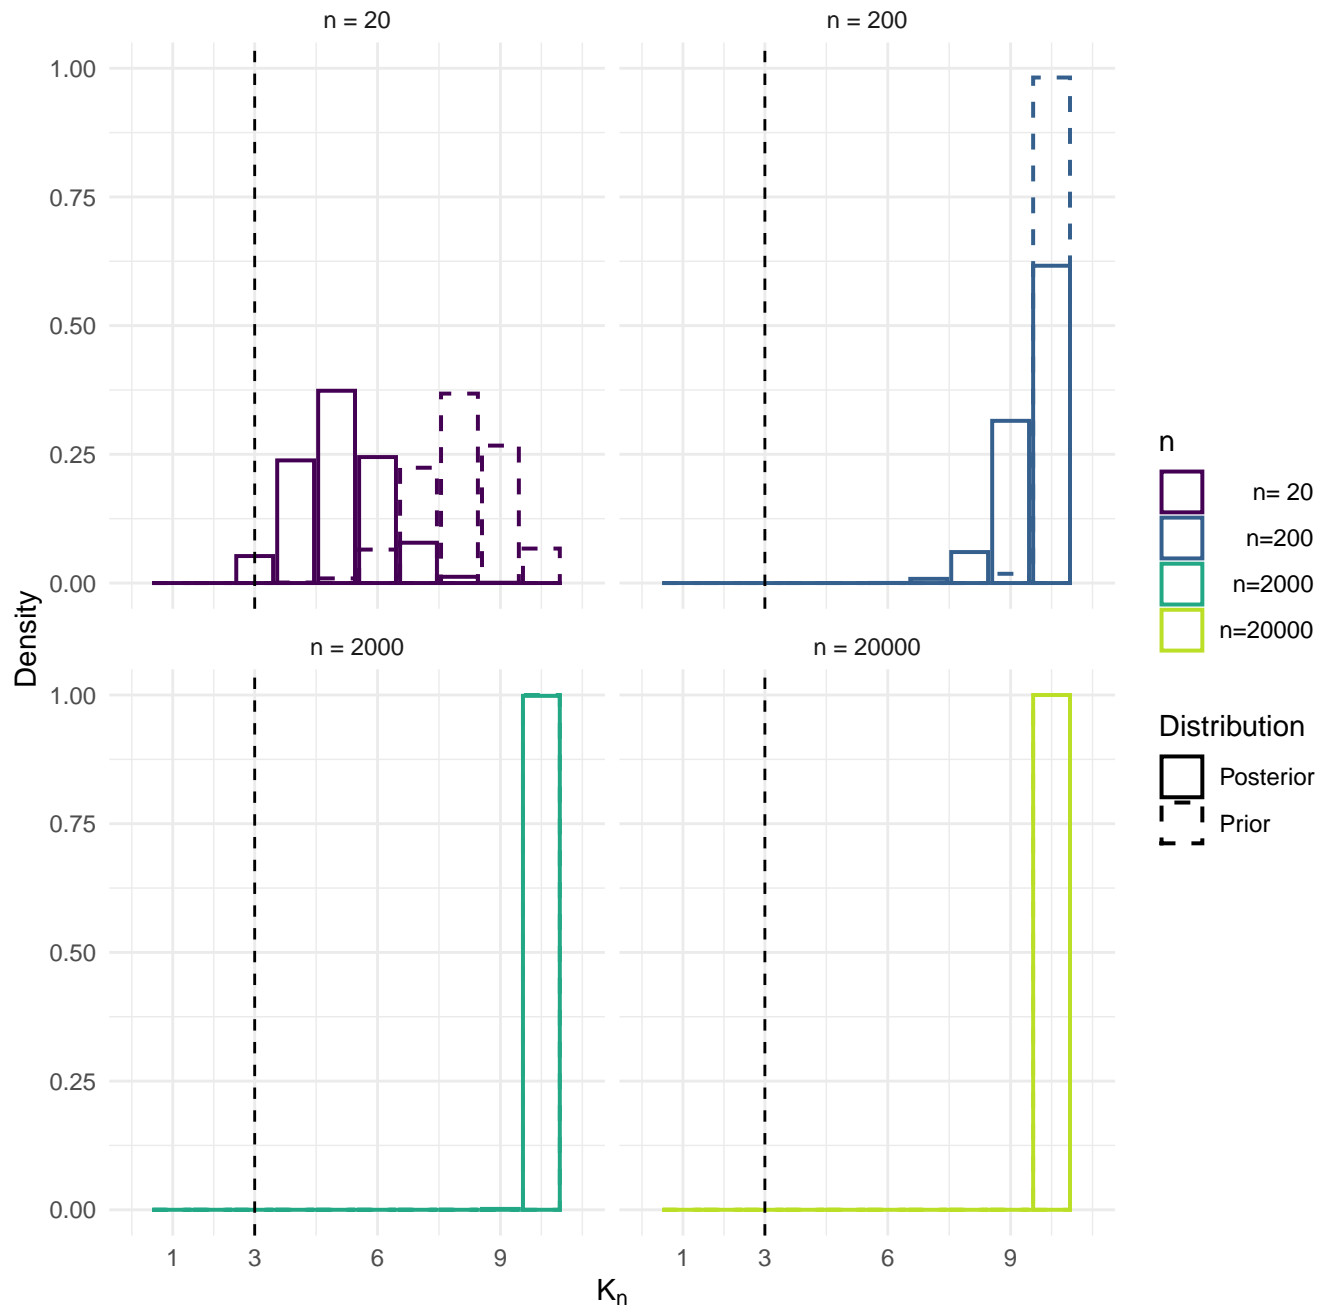 n = 20
n = 200
1.00
0.75
0.50
0.25
0.00
n = 2000
n = 20000
1.00
0.75
0.50
0.25
0.00
1 3 6 9
1 3 6 9
Density
Kn
n
n= 20
n=200
n=2000
n=20000
Distribution
Posterior
Prior